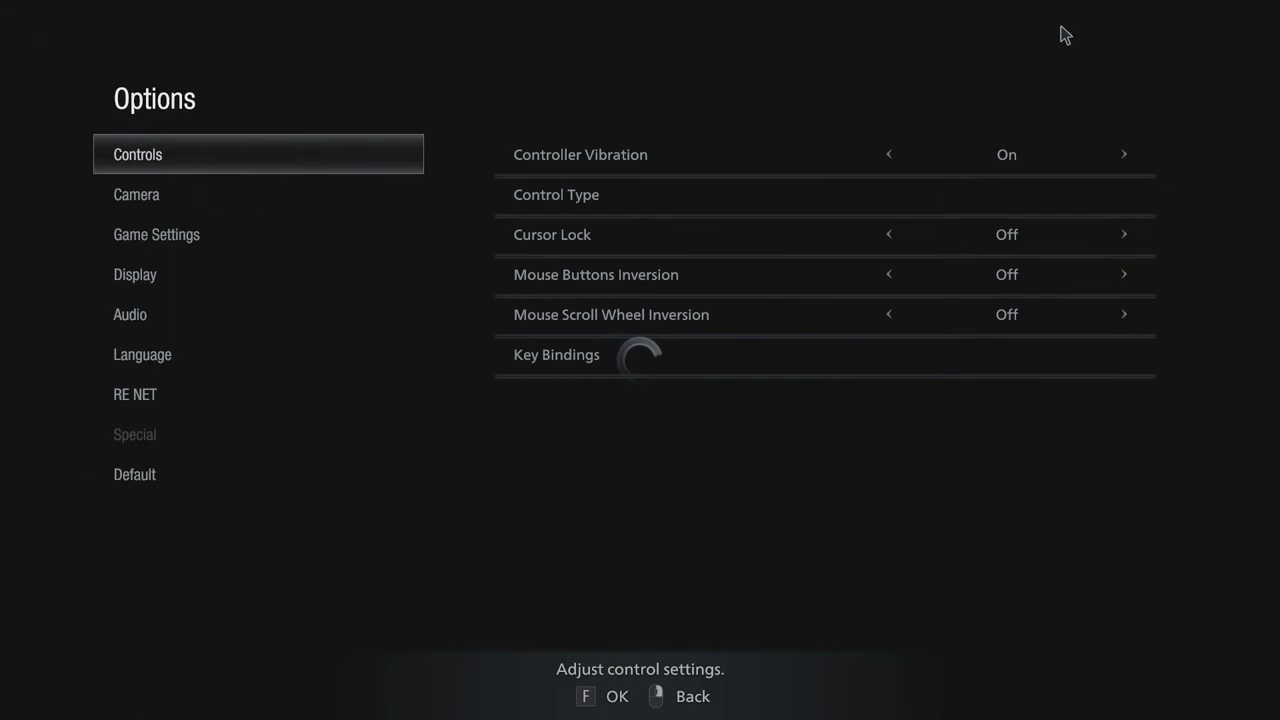 Options
Controls
Camera
Game Settings
Display
Audio
Language
RE NET
Special
Default
Controller Vibration On
Control Type
Cursor Lock Off
Mouse Buttons Inversion Off
Mouse Scroll Wheel Inversion Off
Key Bindings
Adjust control settings.
F OK Back